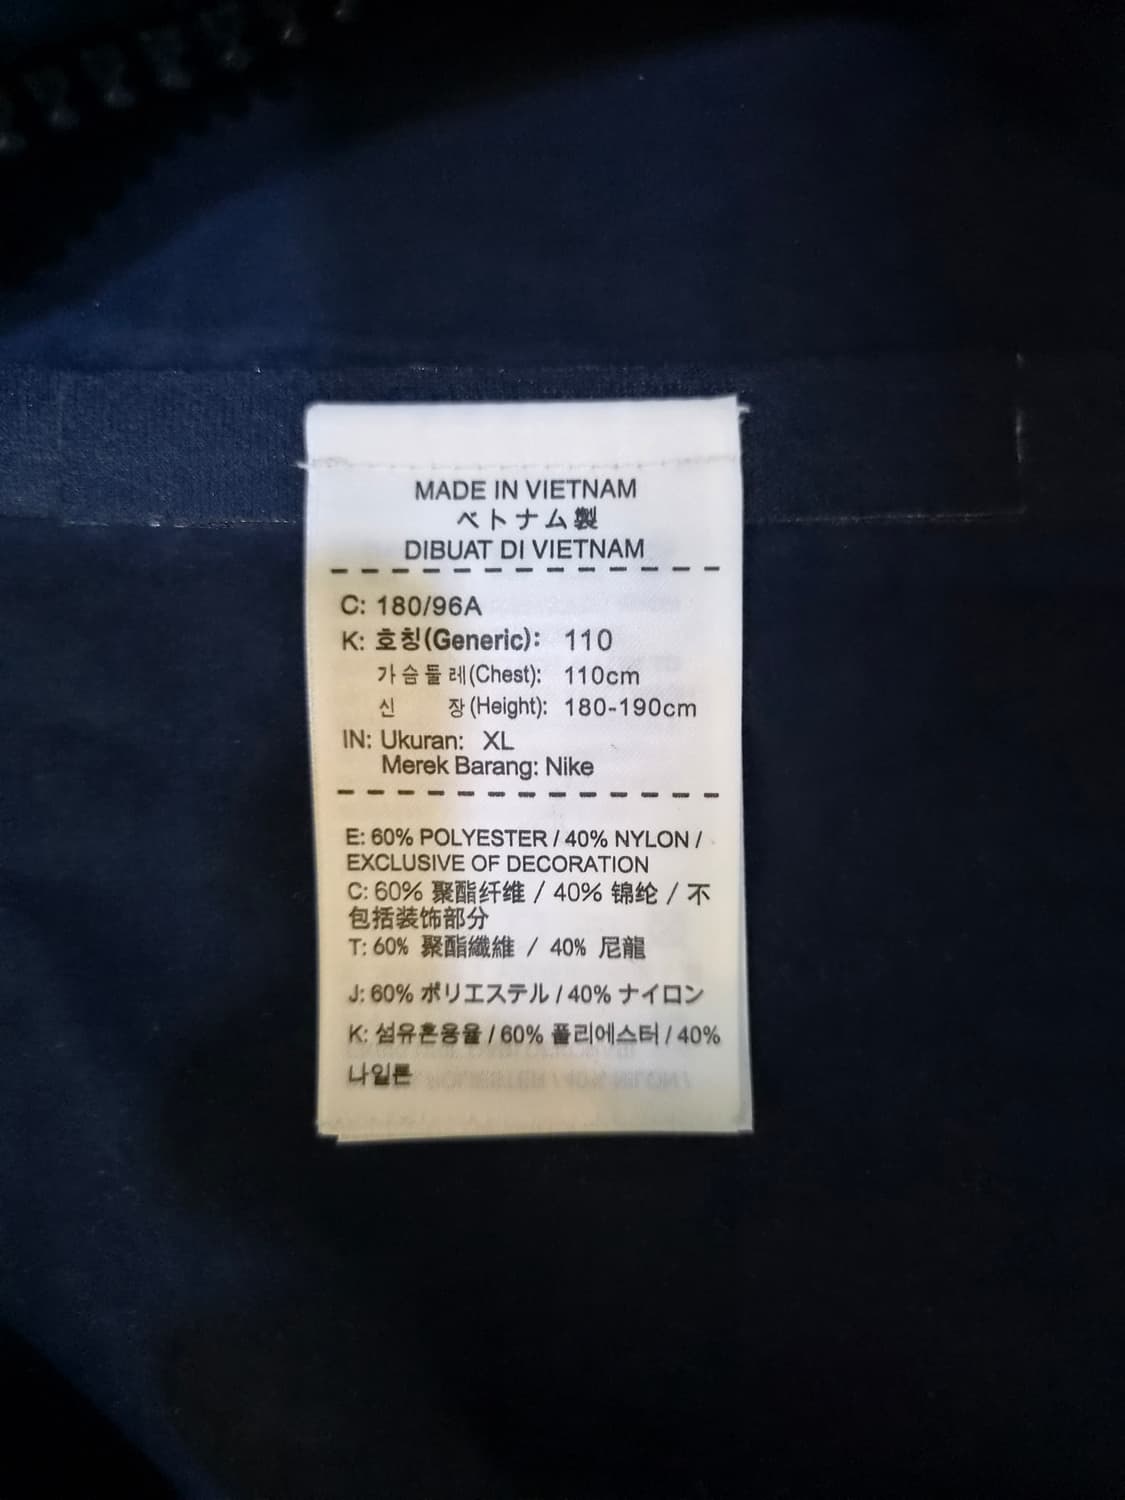 MADE IN VIETNAM
ベトナム製
DIBUAT DI VIETNAM
C: 180/96A
K: 호칭(Generic): 110
가슴둘레(Chest): 110cm
신 장(Height): 180-190cm
IN: Ukuran: XL
Merek Barang: Nike
E: 60% POLYESTER / 40% NYLON /
EXCLUSIVE OF DECORATION
C: 60% 聚酯纤维 / 40% 锦纶 / 不
包括装饰部分
T: 60% 聚酯纖維 / 40% 尼龍
J: 60% ポリエステル / 40% ナイロン
K: 섬유혼용율 / 60% 폴리에스터 / 40%
나일론